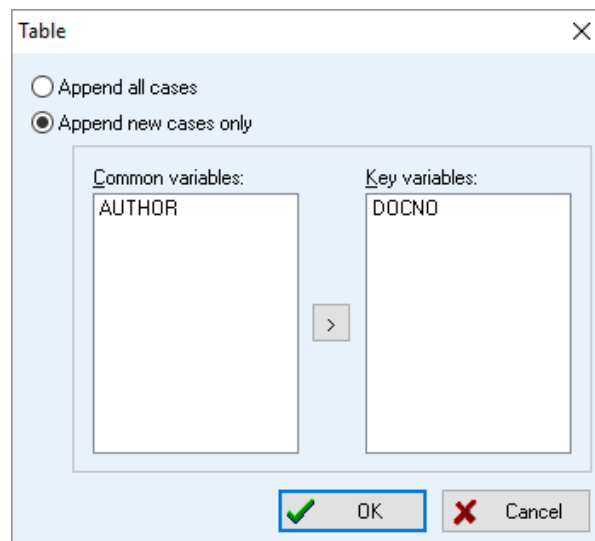 Table
Append all cases
Append new cases only
Common variables:
Key variables:
AUTHOR
DOCNO
>
OK
Cancel